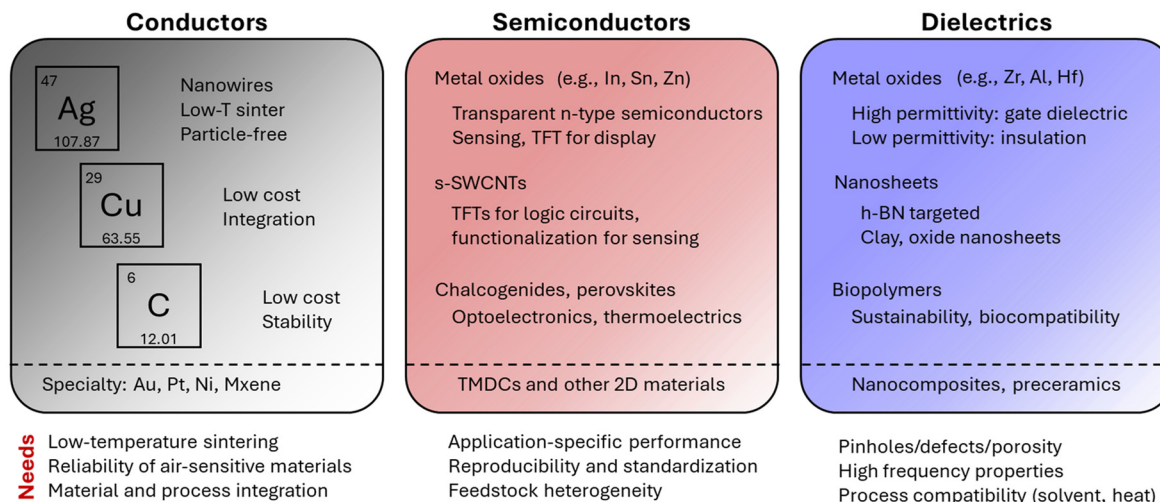 Conductors
47
Ag
107.87
Nanowires
Low-T sinter
Particle-free
29
Cu
63.55
Low cost
Integration
6
C
12.01
Low cost
Stability
Specialty: Au, Pt, Ni, Mxene
Semiconductors
Metal oxides (e.g., In, Sn, Zn)
Transparent n-type semiconductors
Sensing, TFT for display
s-SWCNTs
TFTs for logic circuits,
functionalization for sensing
Chalcogenides, perovskites
Optoelectronics, thermoelectrics
TMDCs and other 2D materials
Dielectrics
Metal oxides (e.g., Zr, Al, Hf)
High permittivity: gate dielectric
Low permittivity: insulation
Nanosheets
h-BN targeted
Clay, oxide nanosheets
Biopolymers
Sustainability, biocompatibility
Nanocomposites, preceramics
Needs
Low-temperature sintering
Reliability of air-sensitive materials
Material and process integration
Application-specific performance
Reproducibility and standardization
Feedstock heterogeneity
Pinholes/defects/porosity
High frequency properties
Process compatibility (solvent, heat)